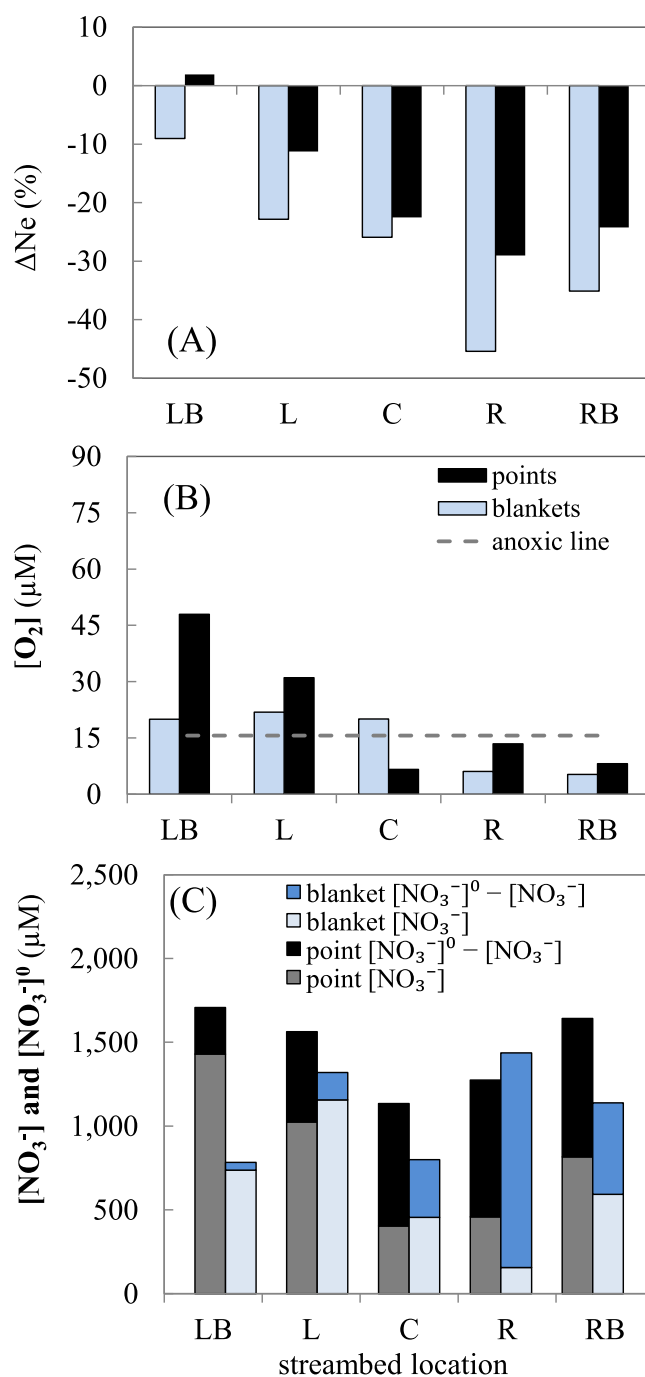 10
0
-10
-20
-30
-40
-50
ΔNe (%)
(A)
LB L C R RB
90
75
60
45
30
15
0
[O₂] (µM)
(B)
points
blankets
anoxic line
LB L C R RB
2,500
2,000
1,500
1,000
500
0
[NO₃⁻] and [NO₃⁻]⁰ (µM)
(C)
blanket [NO₃⁻]⁰ – [NO₃⁻]
blanket [NO₃⁻]
point [NO₃⁻]⁰ – [NO₃⁻]
point [NO₃⁻]
LB L C R RB
streambed location